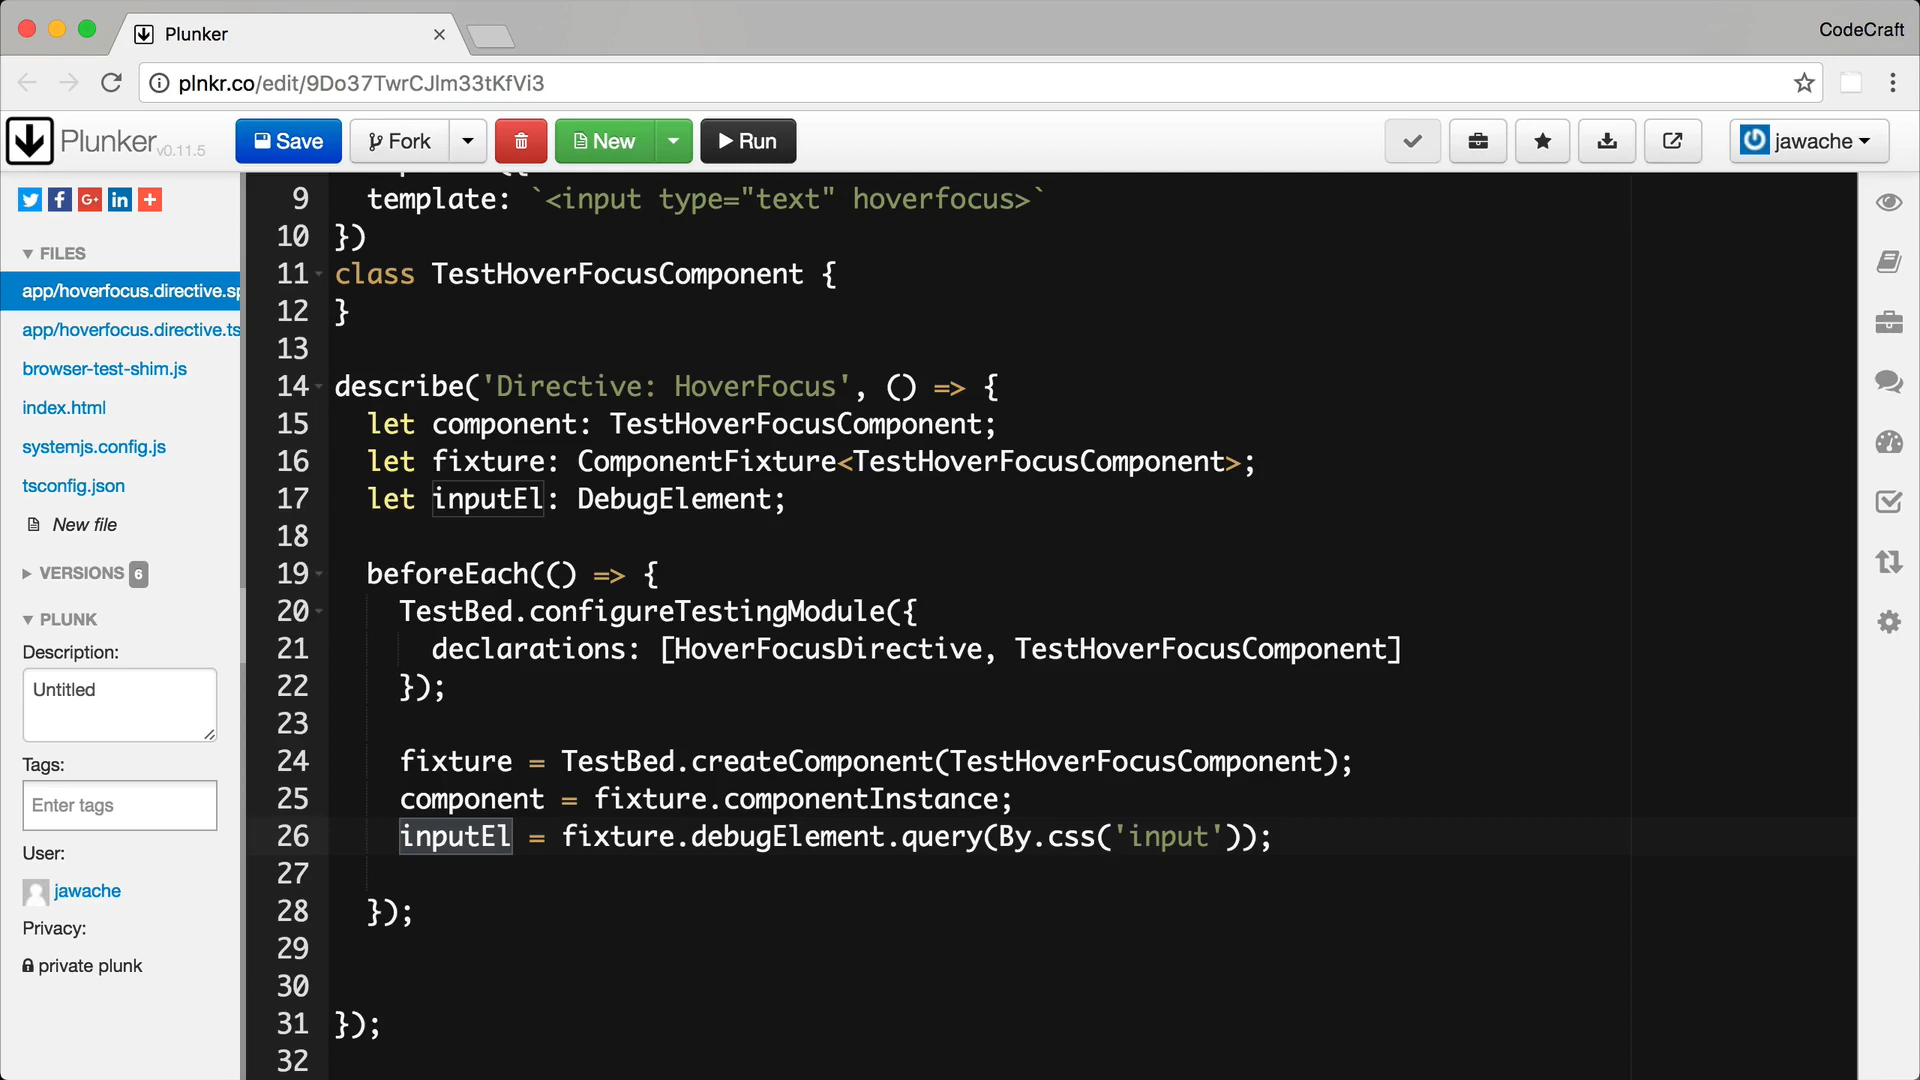 Plunker
CodeCraft
plnkr.co/edit/9Do37TwrCJlm33tKfVi3
Plunker v0.11.5
Save
Fork
New
Run
jawache
FILES
app/hoverfocus.directive.sp
app/hoverfocus.directive.ts
browser-test-shim.js
index.html
systemjs.config.js
tsconfig.json
New file
VERSIONS 6
PLUNK
Description:
Untitled
Tags:
Enter tags
User:
jawache
Privacy:
private plunk
9 template: `<input type="text" hoverfocus>`
10 })
11 class TestHoverFocusComponent {
12 }
13
14 describe('Directive: HoverFocus', () => {
15 let component: TestHoverFocusComponent;
16 let fixture: ComponentFixture<TestHoverFocusComponent>;
17 let inputEl: DebugElement;
18
19 beforeEach(() => {
20 TestBed.configureTestingModule({
21 declarations: [HoverFocusDirective, TestHoverFocusComponent]
22 });
23
24 fixture = TestBed.createComponent(TestHoverFocusComponent);
25 component = fixture.componentInstance;
26 inputEl = fixture.debugElement.query(By.css('input'));
27
28 });
29
30
31 });
32